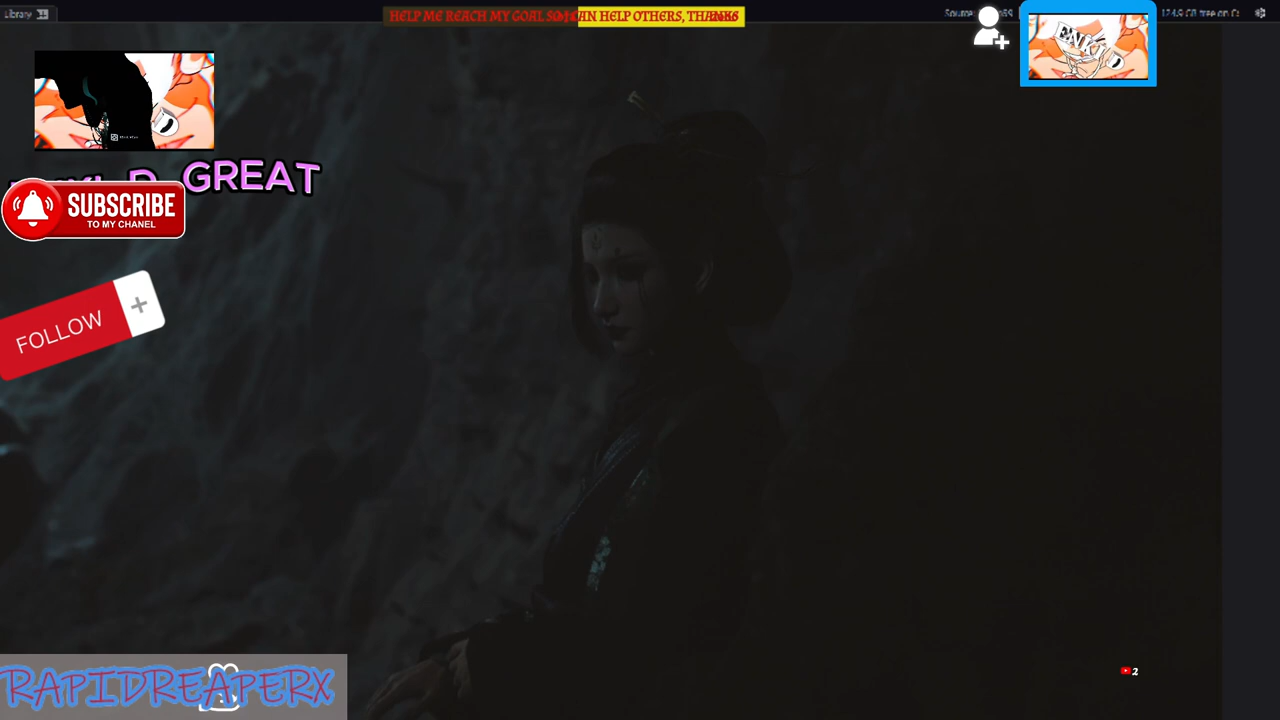 Library
HELP ME REACH MY GOAL SO I CAN HELP OTHERS, THANKS
ENKI
D GREAT
SUBSCRIBE
TO MY CHANEL
FOLLOW +
RAPIDREAPERX
2